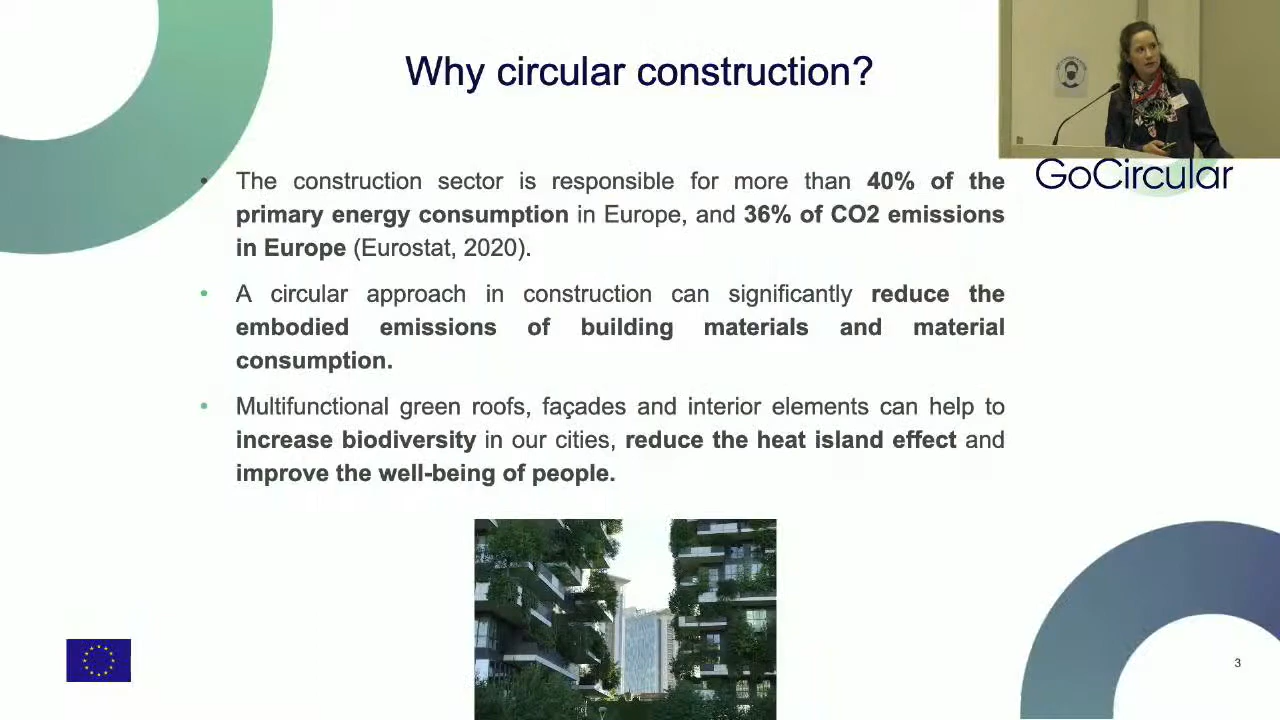 Why circular construction?
GoCircular
• The construction sector is responsible for more than 40% of the
primary energy consumption in Europe, and 36% of CO2 emissions
in Europe (Eurostat, 2020).
• A circular approach in construction can significantly reduce the
embodied emissions of building materials and material
consumption.
• Multifunctional green roofs, façades and interior elements can help to
increase biodiversity in our cities, reduce the heat island effect and
improve the well-being of people.
3